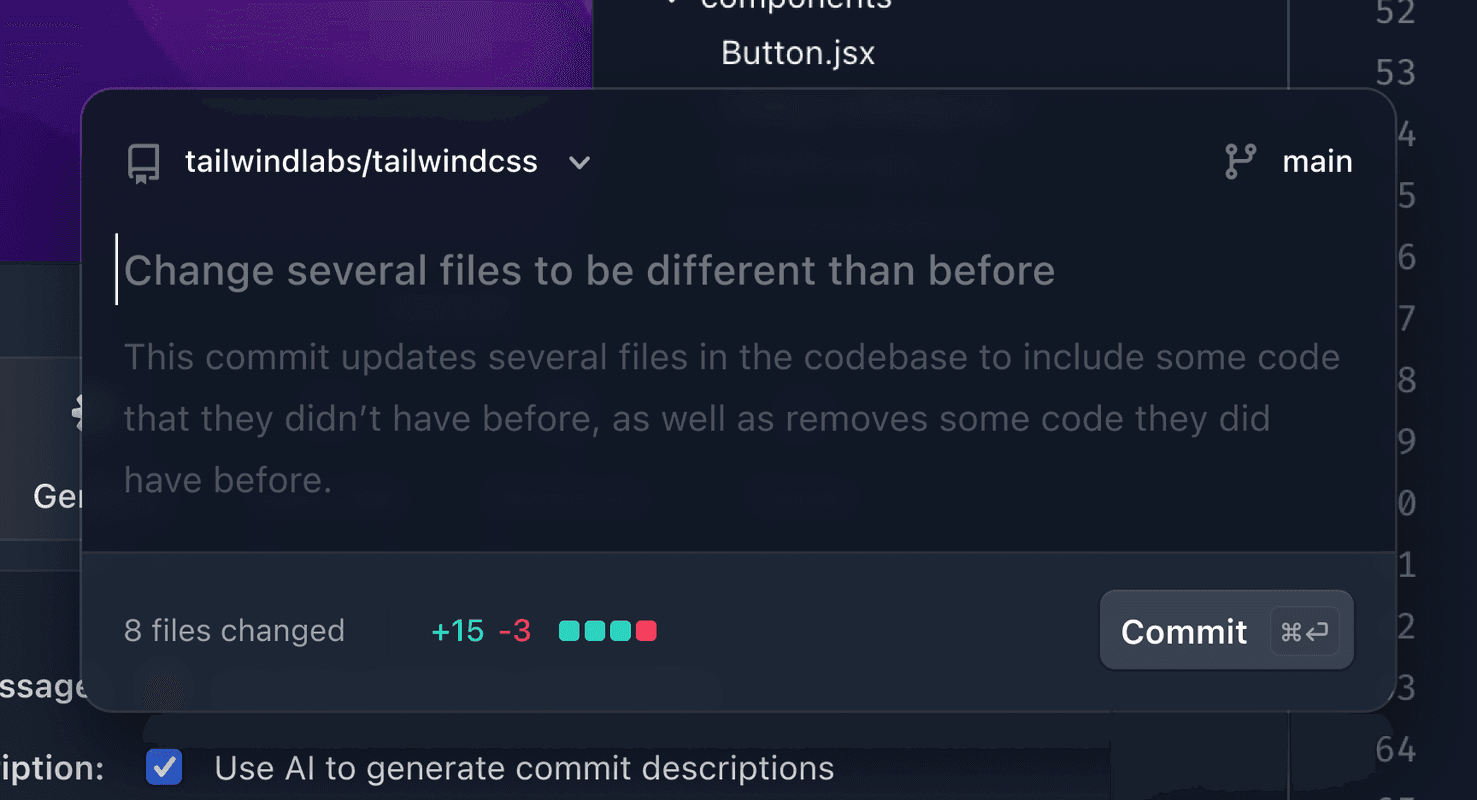 components
Button.jsx
52
53
4
5
6
7
8
9
0
1
2
3
64
tailwindlabs/tailwindcss
main
Change several files to be different than before
This commit updates several files in the codebase to include some code
that they didn’t have before, as well as removes some code they did
have before.
Ger
8 files changed
+15 -3
Commit ⌘↩
ssage
iption:
Use AI to generate commit descriptions